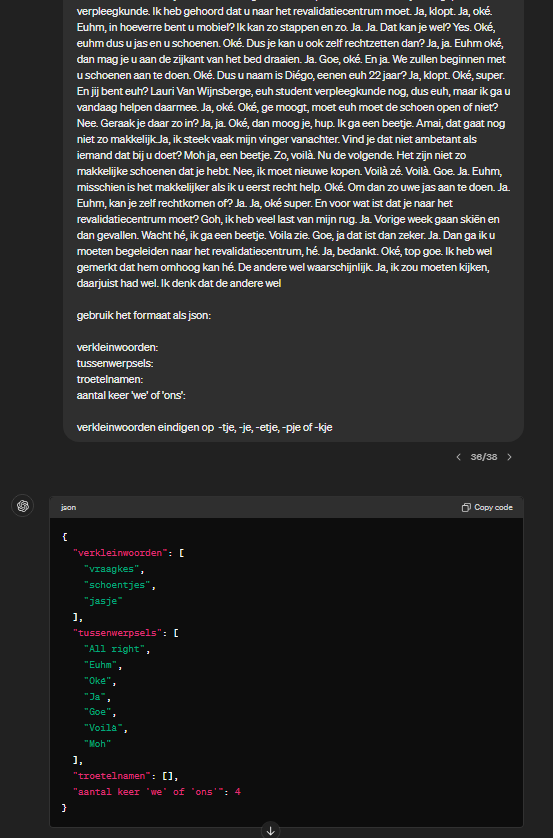 verpleegkunde. Ik heb gehoord dat u naar het revalidatiecentrum moet. Ja, klopt. Ja, oké.
Euhm, in hoeverre bent u mobiel? Ik kan zo stappen en zo. Ja. Ja. Dat kan je wel? Yes. Oké,
euhm dus u jas en u schoenen. Oké. Dus je kan u ook zelf rechtzetten dan? Ja, ja. Euhm oké,
dan mag je u aan de zijkant van het bed draaien. Ja. Goe, oké. En ja. We zullen beginnen met
u schoenen aan te doen. Oké. Dus u naam is Diégo, eenen euh 22 jaar? Ja, klopt. Oké, super.
En jij bent euh? Lauri Van Wijnsberge, euh student verpleegkunde nog, dus euh, maar ik ga u
vandaag helpen daarmee. Ja, oké. Oké, ge moogt, moet euh moet de schoen open of niet?
Nee. Geraak je daar zo in? Ja, ja. Oké, dan moog je, hup. Ik ga een beetje. Amai, dat gaat nog
niet zo makkelijk.Ja, ik steek vaak mijn vinger vanachter. Vind je dat niet ambetant als
iemand dat bij u doet? Moh ja, een beetje. Zo, voilà. Nu de volgende. Het zijn niet zo
makkelijke schoenen dat je hebt. Nee, ik moet nieuwe kopen. Voilà zé. Voilà. Goe. Ja. Euhm,
misschien is het makkelijker als ik u eerst recht help. Oké. Om dan zo uwe jas aan te doen. Ja.
Euhm, kan je zelf rechtkomen of? Ja. Ja, oké super. En voor wat ist dat je naar het
revalidatiecentrum moet? Goh, ik heb veel last van mijn rug. Ja. Vorige week gaan skiën en
dan gevallen. Wacht hé, ik ga een beetje. Voila zie. Goe, ja dat ist dan zeker. Ja. Dan ga ik u
moeten begeleiden naar het revalidatiecentrum, hé. Ja, bedankt. Oké, top goe. Ik heb wel
gemerkt dat hem omhoog kan hé. De andere wel waarschijnlijk. Ja, ik zou moeten kijken,
daarjuist had wel. Ik denk dat de andere wel
gebruik het formaat als json:
verkleinwoorden:
tussenwerpsels:
troetelnamen:
aantal keer 'we' of 'ons':
verkleinwoorden eindigen op -tje, -je, -etje, -pje of -kje
36/38
json Copy code
{
"verkleinwoorden": [
"vraagkes",
"schoentjes",
"jasje"
],
"tussenwerpsels": [
"All right",
"Euhm",
"Oké",
"Ja",
"Goe",
"Voilà",
"Moh"
],
"troetelnamen": [],
"aantal keer 'we' of 'ons'": 4
}